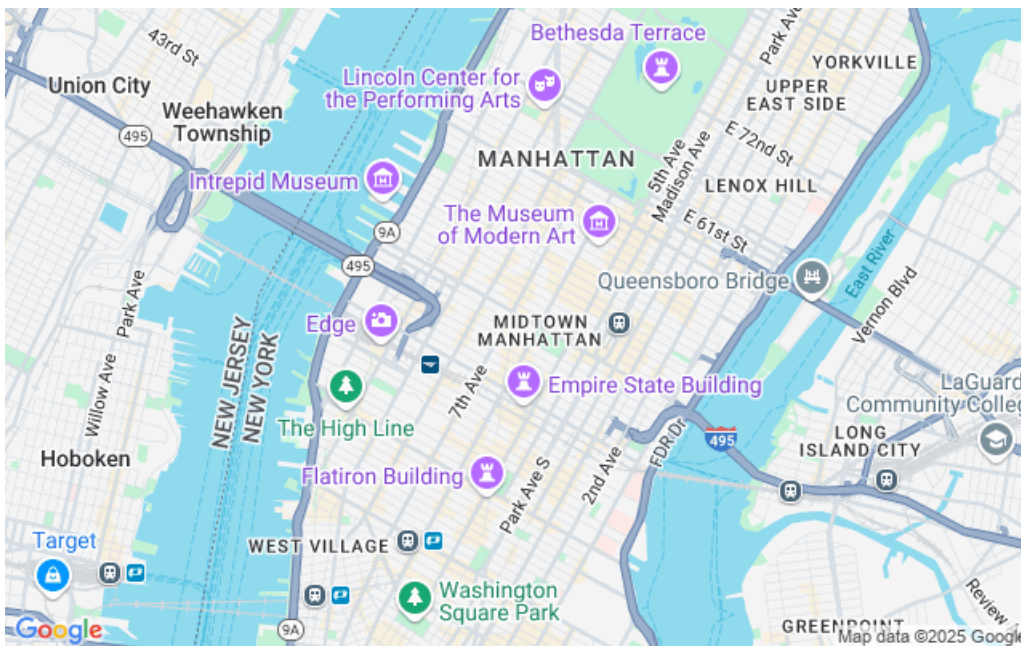 43rd St
Bethesda Terrace
Park Ave
YORKVILLE
Union City
Lincoln Center for
the Performing Arts
UPPER
EAST SIDE
Weehawken
Township
495
E 72nd St
MANHATTAN
5th Ave
Madison Ave
Intrepid Museum
LENOX HILL
The Museum
of Modern Art
E 61st St
9A
495
Queensboro Bridge
East River
Vernon Blvd
Park Ave
Edge
MIDTOWN
MANHATTAN
NEW JERSEY
NEW YORK
7th Ave
Empire State Building
Willow Ave
LaGuard
Community Colleg
The High Line
FDR Dr
495
LONG
ISLAND CITY
Hoboken
Flatiron Building
Park Ave S
2nd Ave
Target
WEST VILLAGE
Washington
Square Park
Review
9A
GREENPOINT
Google
Map data ©2025 Google